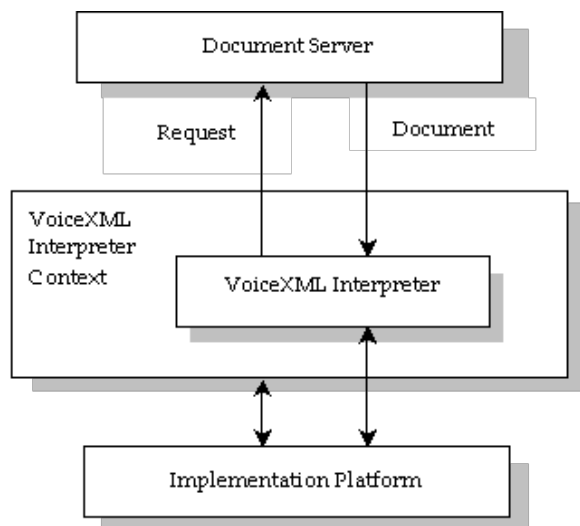 Document Server
Request
Document
VoiceXML
Interpreter
Context
VoiceXML Interpreter
Implementation Platform